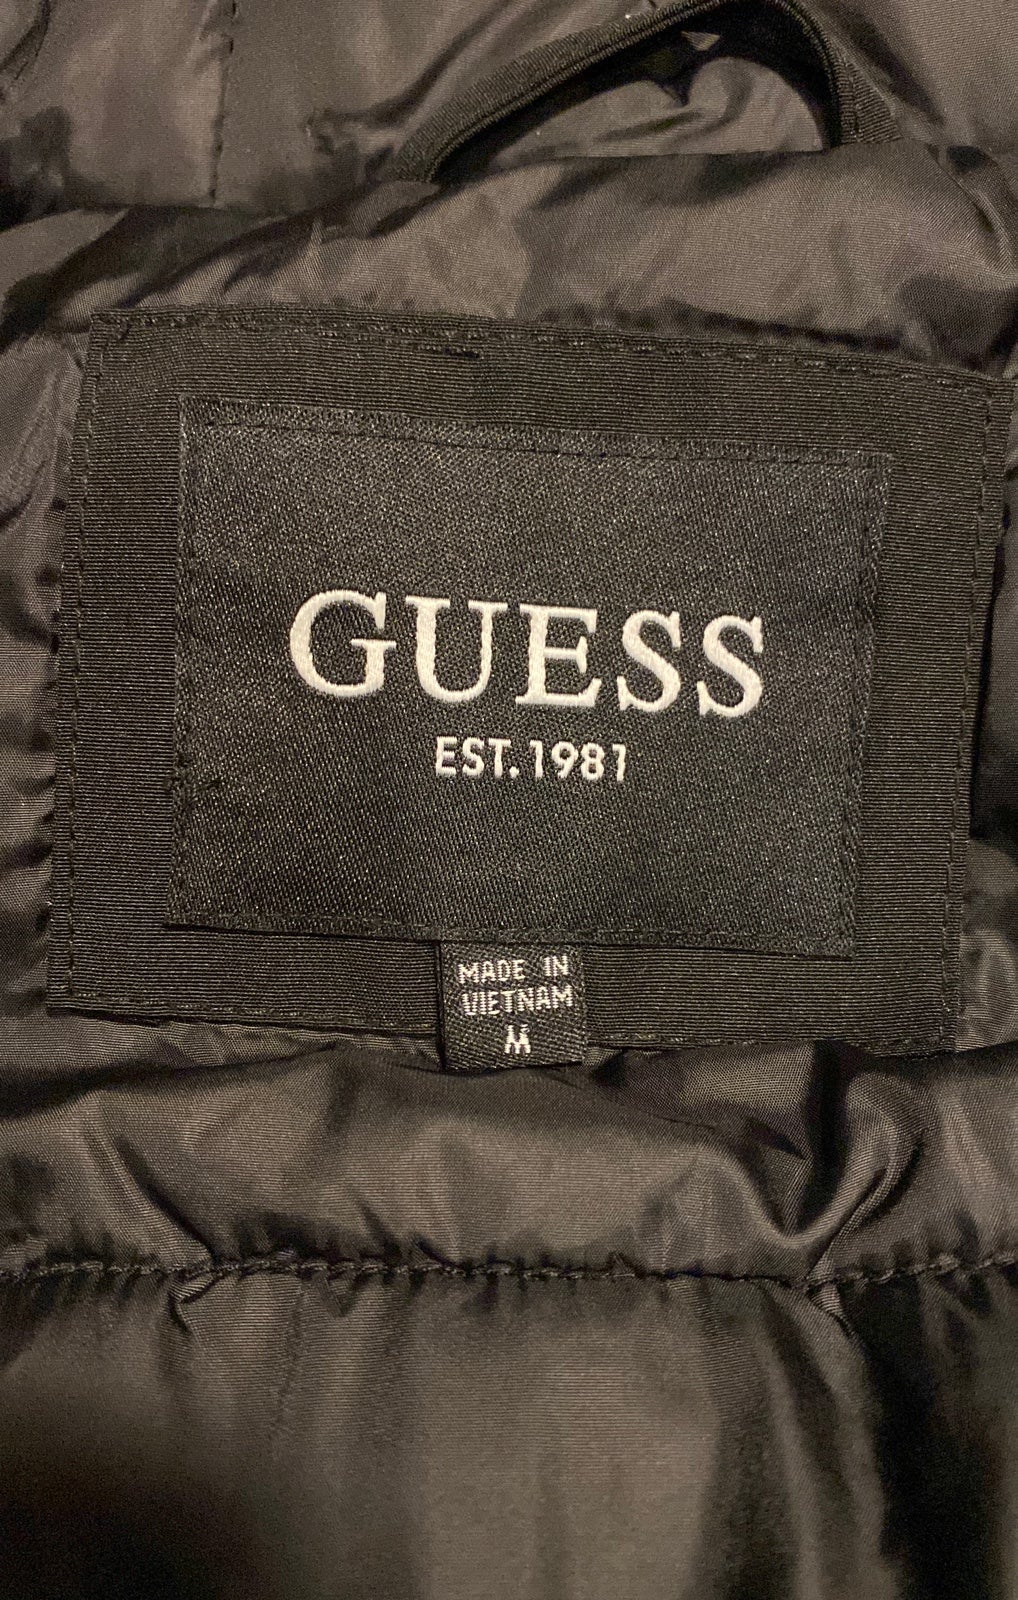 GUESS
EST. 1981
MADE IN
VIETNAM
M